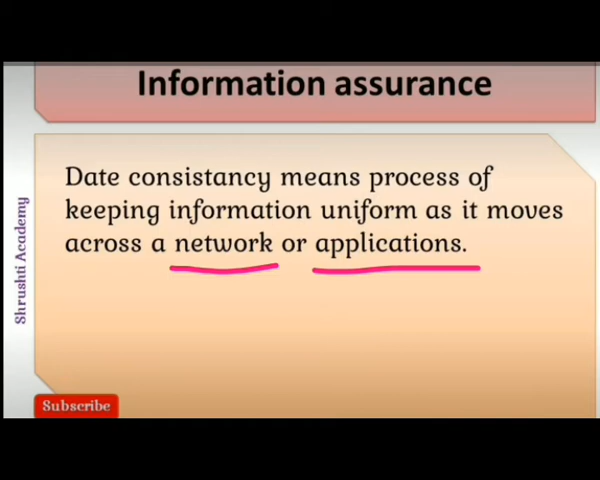 Information assurance
Date consistancy means process of
keeping information uniform as it moves
across a network or applications.
Shrushti Academy
Subscribe